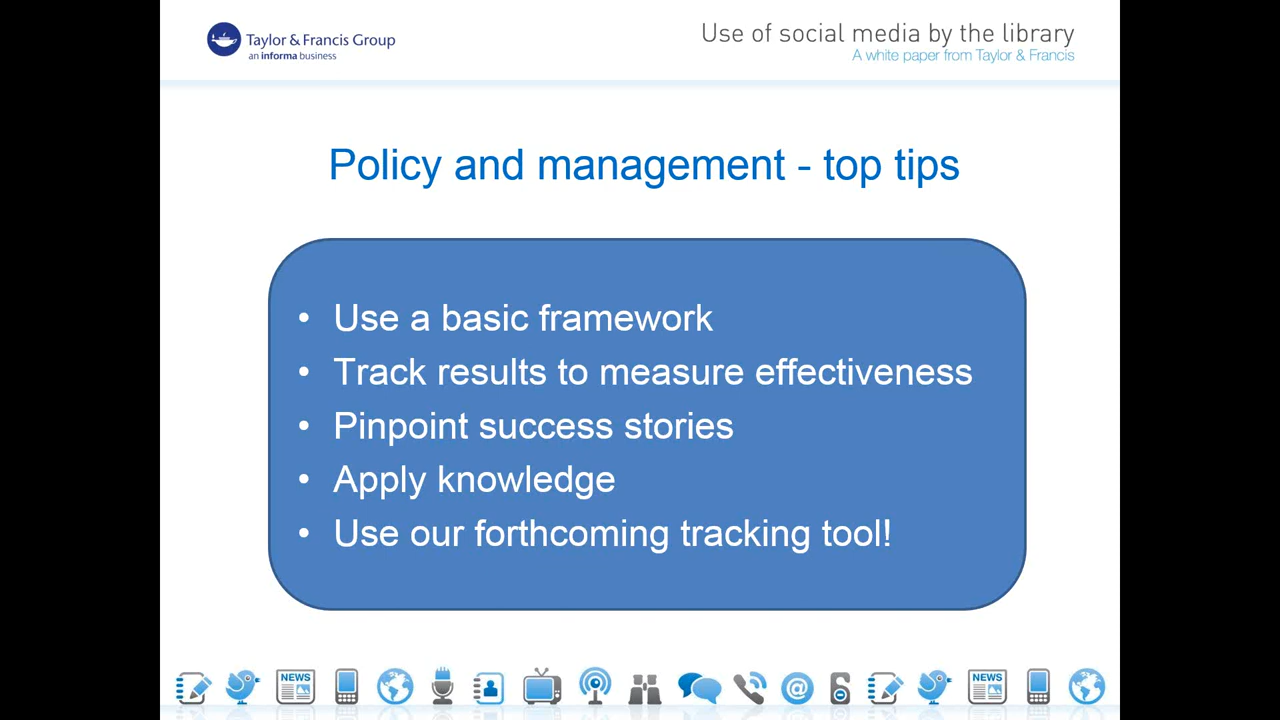 Taylor & Francis Group
an informa business
Use of social media by the library
A white paper from Taylor & Francis
Policy and management - top tips
• Use a basic framework
• Track results to measure effectiveness
• Pinpoint success stories
• Apply knowledge
• Use our forthcoming tracking tool!
NEWS
@
NEWS